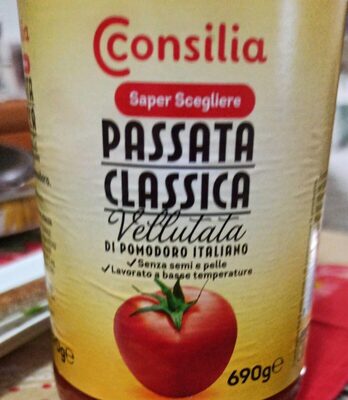 Consilia
Saper Scegliere
PASSATA
CLASSICA
Vellutata
DI POMODORO ITALIANO
✓Senza semi e pelle
✓Lavorato a basse temperature
690g℮
g℮